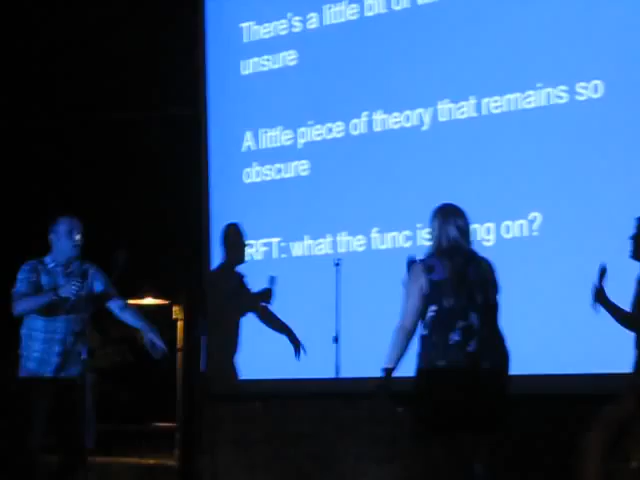 There's a little bit of
unsure
A little piece of theory that remains so
obscure
RFT: what the func is on?